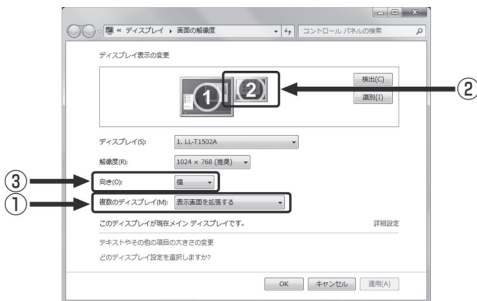 « ディスプレイ ▸ 画面の解像度
コントロール パネルの検索
ディスプレイ表示の変更
1
2
検出(C)
識別(I)
②
ディスプレイ(S):
1. LL-T1502A
解像度(R):
1024 × 768 (推奨)
③
向き(O):
横
①
複数のディスプレイ(M):
表示画面を拡張する
このディスプレイが現在メイン ディスプレイです。
詳細設定
テキストやその他の項目の大きさの変更
どのディスプレイ設定を選択しますか?
OK
キャンセル
適用(A)